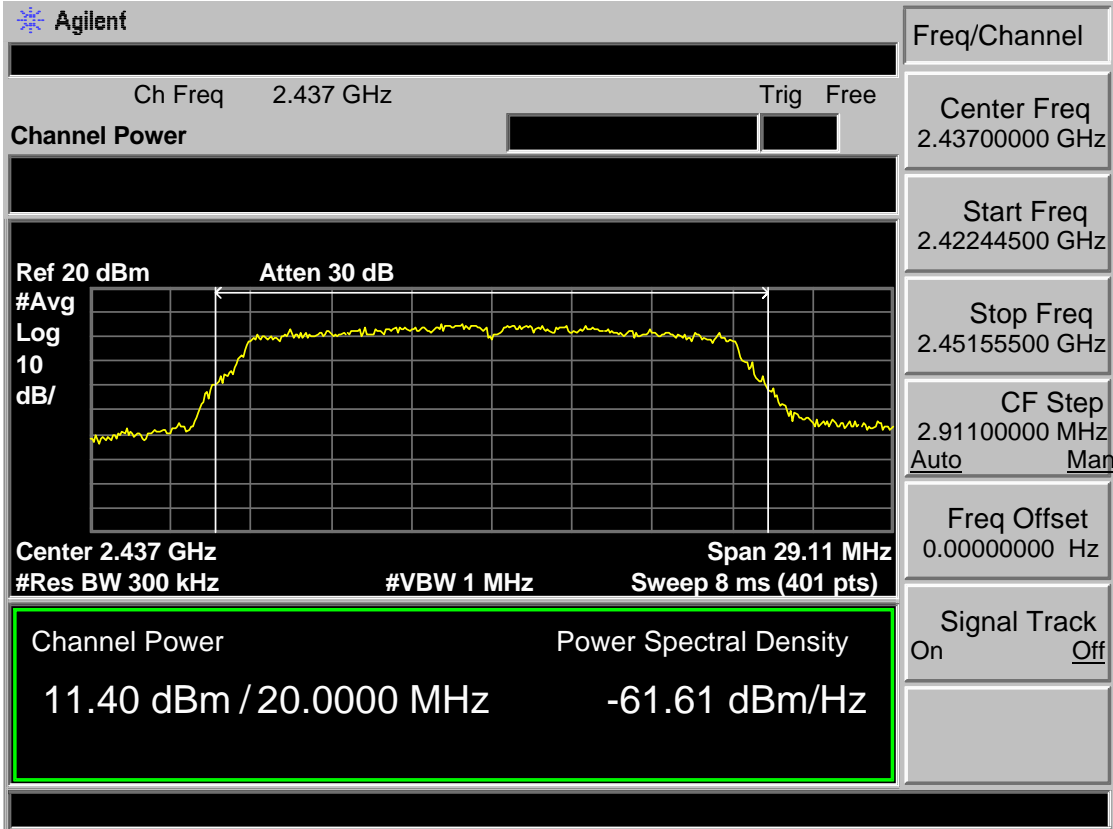 Agilent
Freq/Channel
Ch Freq 2.437 GHz Trig Free
Channel Power
Center Freq
2.43700000 GHz
Start Freq
2.42244500 GHz
Stop Freq
2.45155500 GHz
CF Step
2.91100000 MHz
Auto Man
Freq Offset
0.00000000 Hz
Signal Track
On Off
Ref 20 dBm Atten 30 dB
#Avg
Log
10
dB/
Center 2.437 GHz Span 29.11 MHz
#Res BW 300 kHz #VBW 1 MHz Sweep 8 ms (401 pts)
Channel Power Power Spectral Density
11.40 dBm / 20.0000 MHz -61.61 dBm/Hz